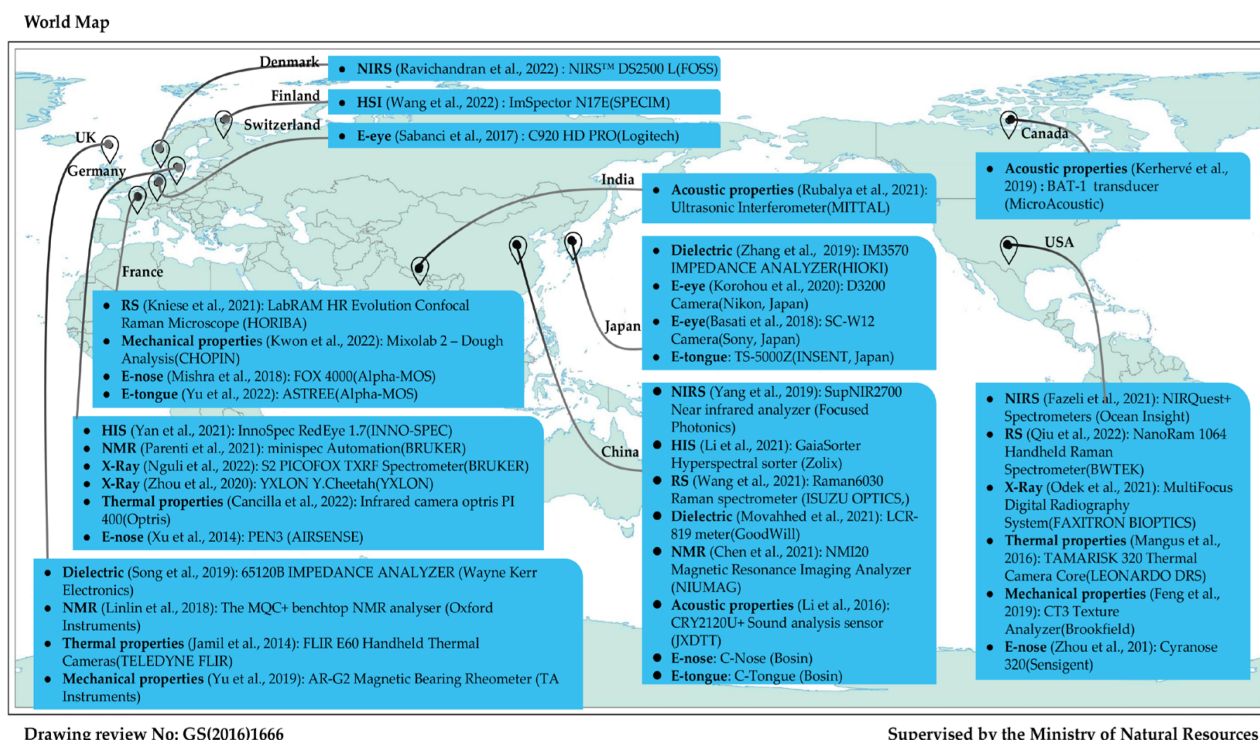 World Map
Denmark
● NIRS (Ravichandran et al., 2022) : NIRS™ DS2500 L(FOSS)
Finland
● HSI (Wang et al., 2022) : ImSpector N17E(SPECIM)
Switzerland
● E-eye (Sabanci et al., 2017) : C920 HD PRO(Logitech)
UK
Germany
Canada
● Acoustic properties (Kerhervé et al.,
2019) : BAT-1 transducer
(MicroAcoustic)
India
● Acoustic properties (Rubalya et al., 2021):
Ultrasonic Interferometer(MITTAL)
USA
Japan
● Dielectric (Zhang et al., 2019): IM3570
IMPEDANCE ANALYZER(HIOKI)
● E-eye (Korohou et al., 2020): D3200
Camera(Nikon, Japan)
● E-eye(Basati et al., 2018): SC-W12
Camera(Sony, Japan)
● E-tongue: TS-5000Z(INSENT, Japan)
France
● RS (Kniese et al., 2021): LabRAM HR Evolution Confocal
Raman Microscope (HORIBA)
● Mechanical properties (Kwon et al., 2022): Mixolab 2 – Dough
Analysis(CHOPIN)
● E-nose (Mishra et al., 2018): FOX 4000(Alpha-MOS)
● E-tongue (Yu et al., 2022): ASTREE(Alpha-MOS)
● HIS (Yan et al., 2021): InnoSpec RedEye 1.7(INNO-SPEC)
● NMR (Parenti et al., 2021): minispec Automation(BRUKER)
● X-Ray (Nguli et al., 2022): S2 PICOFOX TXRF Spectrometer(BRUKER)
● X-Ray (Zhou et al., 2020): YXLON Y.Cheetah(YXLON)
● Thermal properties (Cancilla et al., 2022): Infrared camera optris PI
400(Optris)
● E-nose (Xu et al., 2014): PEN3 (AIRSENSE)
● Dielectric (Song et al., 2019): 65120B IMPEDANCE ANALYZER (Wayne Kerr
Electronics)
● NMR (Linlin et al., 2018): The MQC+ benchtop NMR analyser (Oxford
Instruments)
● Thermal properties (Jamil et al., 2014): FLIR E60 Handheld Thermal
Cameras(TELEDYNE FLIR)
● Mechanical properties (Yu et al., 2019): AR-G2 Magnetic Bearing Rheometer (TA
Instruments)
China
● NIRS (Yang et al., 2019): SupNIR2700
Near infrared analyzer (Focused
Photonics)
● HIS (Li et al., 2021): GaiaSorter
Hyperspectral sorter (Zolix)
● RS (Wang et al., 2021): Raman6030
Raman spectrometer (ISUZU OPTICS,)
● Dielectric (Movahhed et al., 2021): LCR-
819 meter(GoodWill)
● NMR (Chen et al., 2021): NMI20
Magnetic Resonance Imaging Analyzer
(NIUMAG)
● Acoustic properties (Li et al., 2016):
CRY2120U+ Sound analysis sensor
(JXDTT)
● E-nose: C-Nose (Bosin)
● E-tongue: C-Tongue (Bosin)
● NIRS (Fazeli et al., 2021): NIRQuest+
Spectrometers (Ocean Insight)
● RS (Qiu et al., 2022): NanoRam 1064
Handheld Raman
Spectrometer(BWTEK)
● X-Ray (Odek et al., 2021): MultiFocus
Digital Radiography
System(FAXITRON BIOPTICS)
● Thermal properties (Mangus et al.,
2016): TAMARISK 320 Thermal
Camera Core(LEONARDO DRS)
● Mechanical properties (Feng et al.,
2019): CT3 Texture
Analyzer(Brookfield)
● E-nose (Zhou et al., 201): Cyranose
320(Sensigent)
Drawing review No: GS(2016)1666
Supervised by the Ministry of Natural Resources